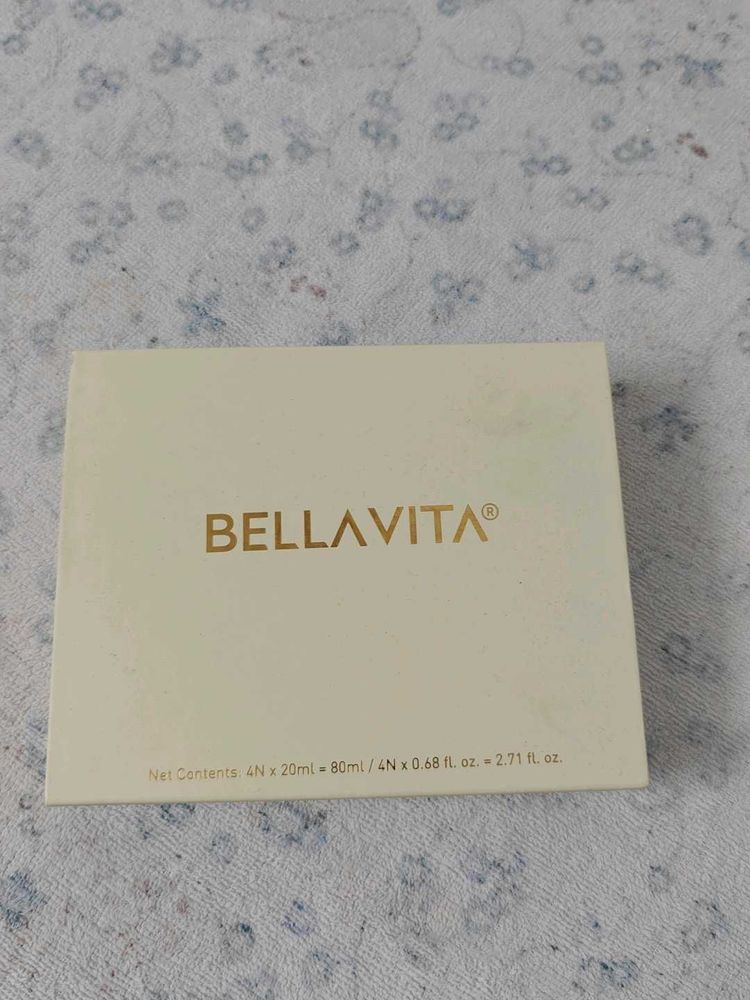 BELLAVITA®
Net Contents: 4N x 20ml = 80ml / 4N x 0.68 fl. oz. = 2.71 fl. oz.